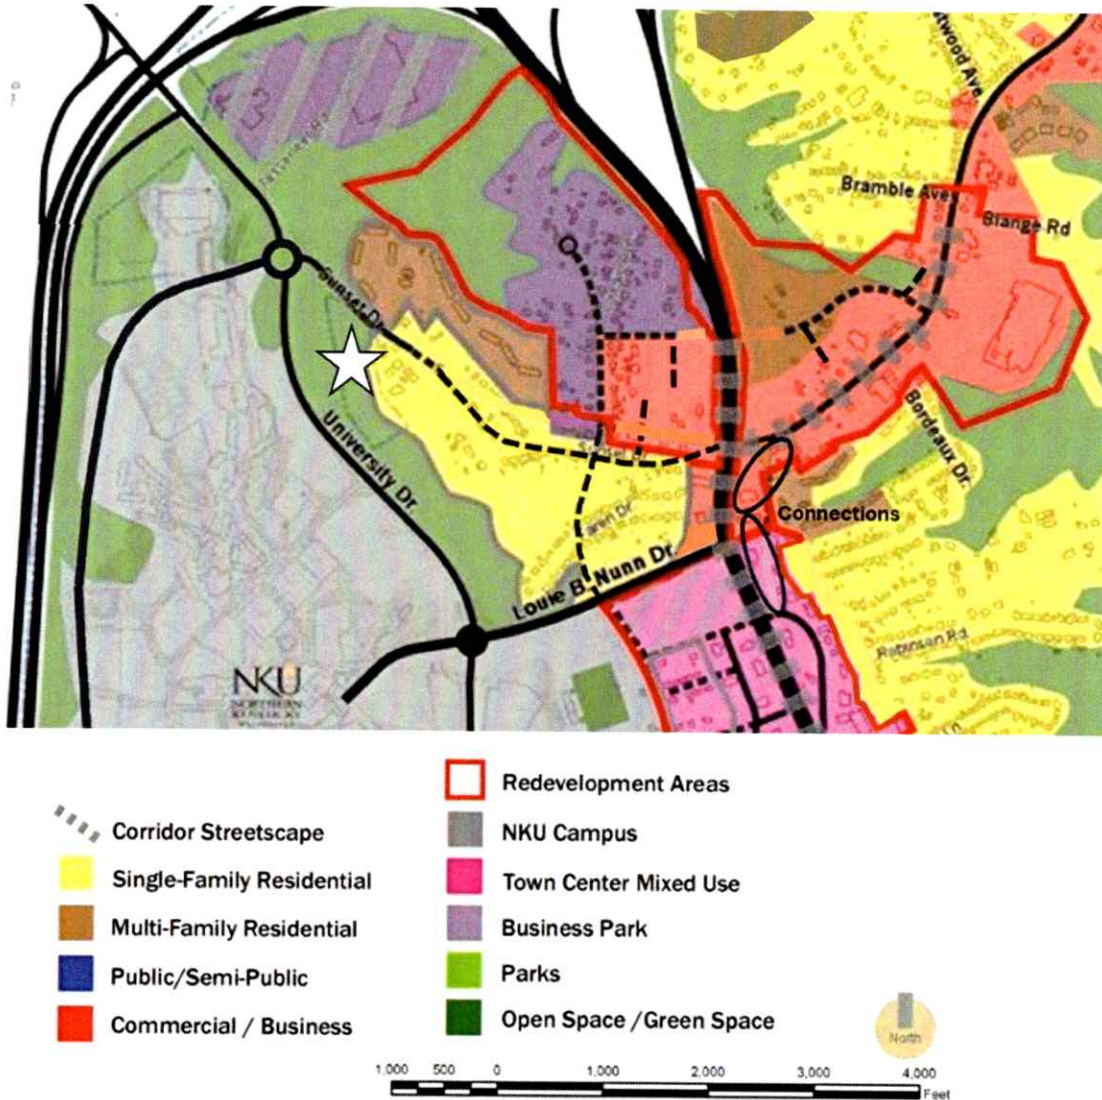 Bramble Ave.
Blange Rd
Sunset Dr.
University Dr.
Bordeaux Dr.
Connections
Louie B. Nunn Dr.
Robinson Rd
NKU
NORTHERN
KENTUCKY
Corridor Streetscape
Single-Family Residential
Multi-Family Residential
Public/Semi-Public
Commercial / Business
Redevelopment Areas
NKU Campus
Town Center Mixed Use
Business Park
Parks
Open Space /Green Space
North
1,000 500 0 1,000 2,000 3,000 4,000
Feet